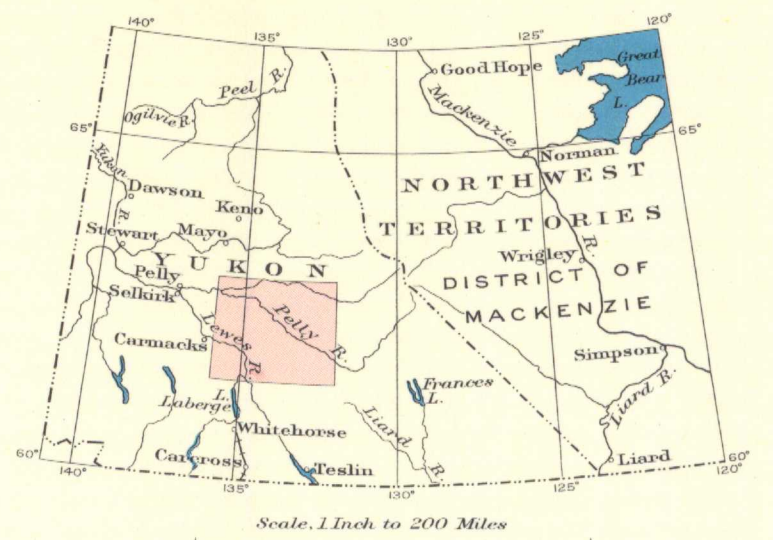 140°
135°
130°
125°
120°
Good Hope
Great
Bear
L.
Peel R.
Ogilvie R.
Mackenzie
65°
65°
Norman
Yukon
R.
Dawson
NORTHWEST
Keno
TERRITORIES
Stewart
Mayo
R.
Wrigley
YUKON
Pelly
DISTRICT OF
Selkirk
MACKENZIE
Pelly R.
Lewes
R.
Carmacks
Simpson
Frances
L.
L.
Laberge
Liard R.
Liard
R.
Whitehorse
Carcross
Teslin
Liard
60°
60°
140°
135°
130°
125°
120°
Scale, 1 Inch to 200 Miles